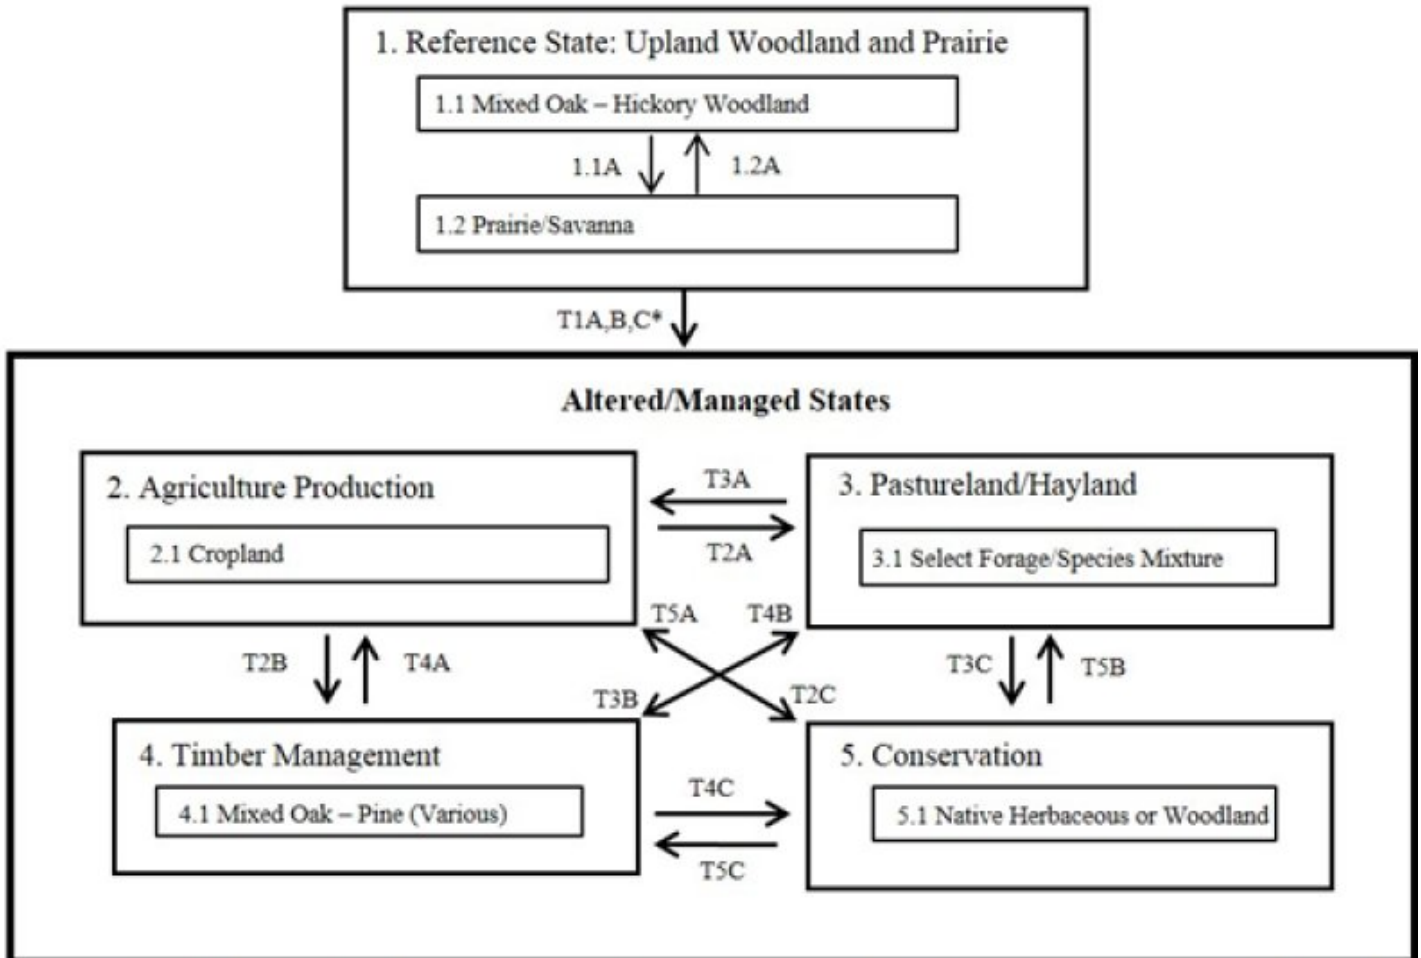 1. Reference State: Upland Woodland and Prairie
1.1 Mixed Oak – Hickory Woodland
1.1A
1.2A
1.2 Prairie/Savanna
T1A,B,C*
Altered/Managed States
2. Agriculture Production
2.1 Cropland
T3A
T2A
3. Pastureland/Hayland
3.1 Select Forage/Species Mixture
T5A
T4B
T2B
T4A
T3C
T5B
T3B
T2C
4. Timber Management
4.1 Mixed Oak – Pine (Various)
T4C
T5C
5. Conservation
5.1 Native Herbaceous or Woodland